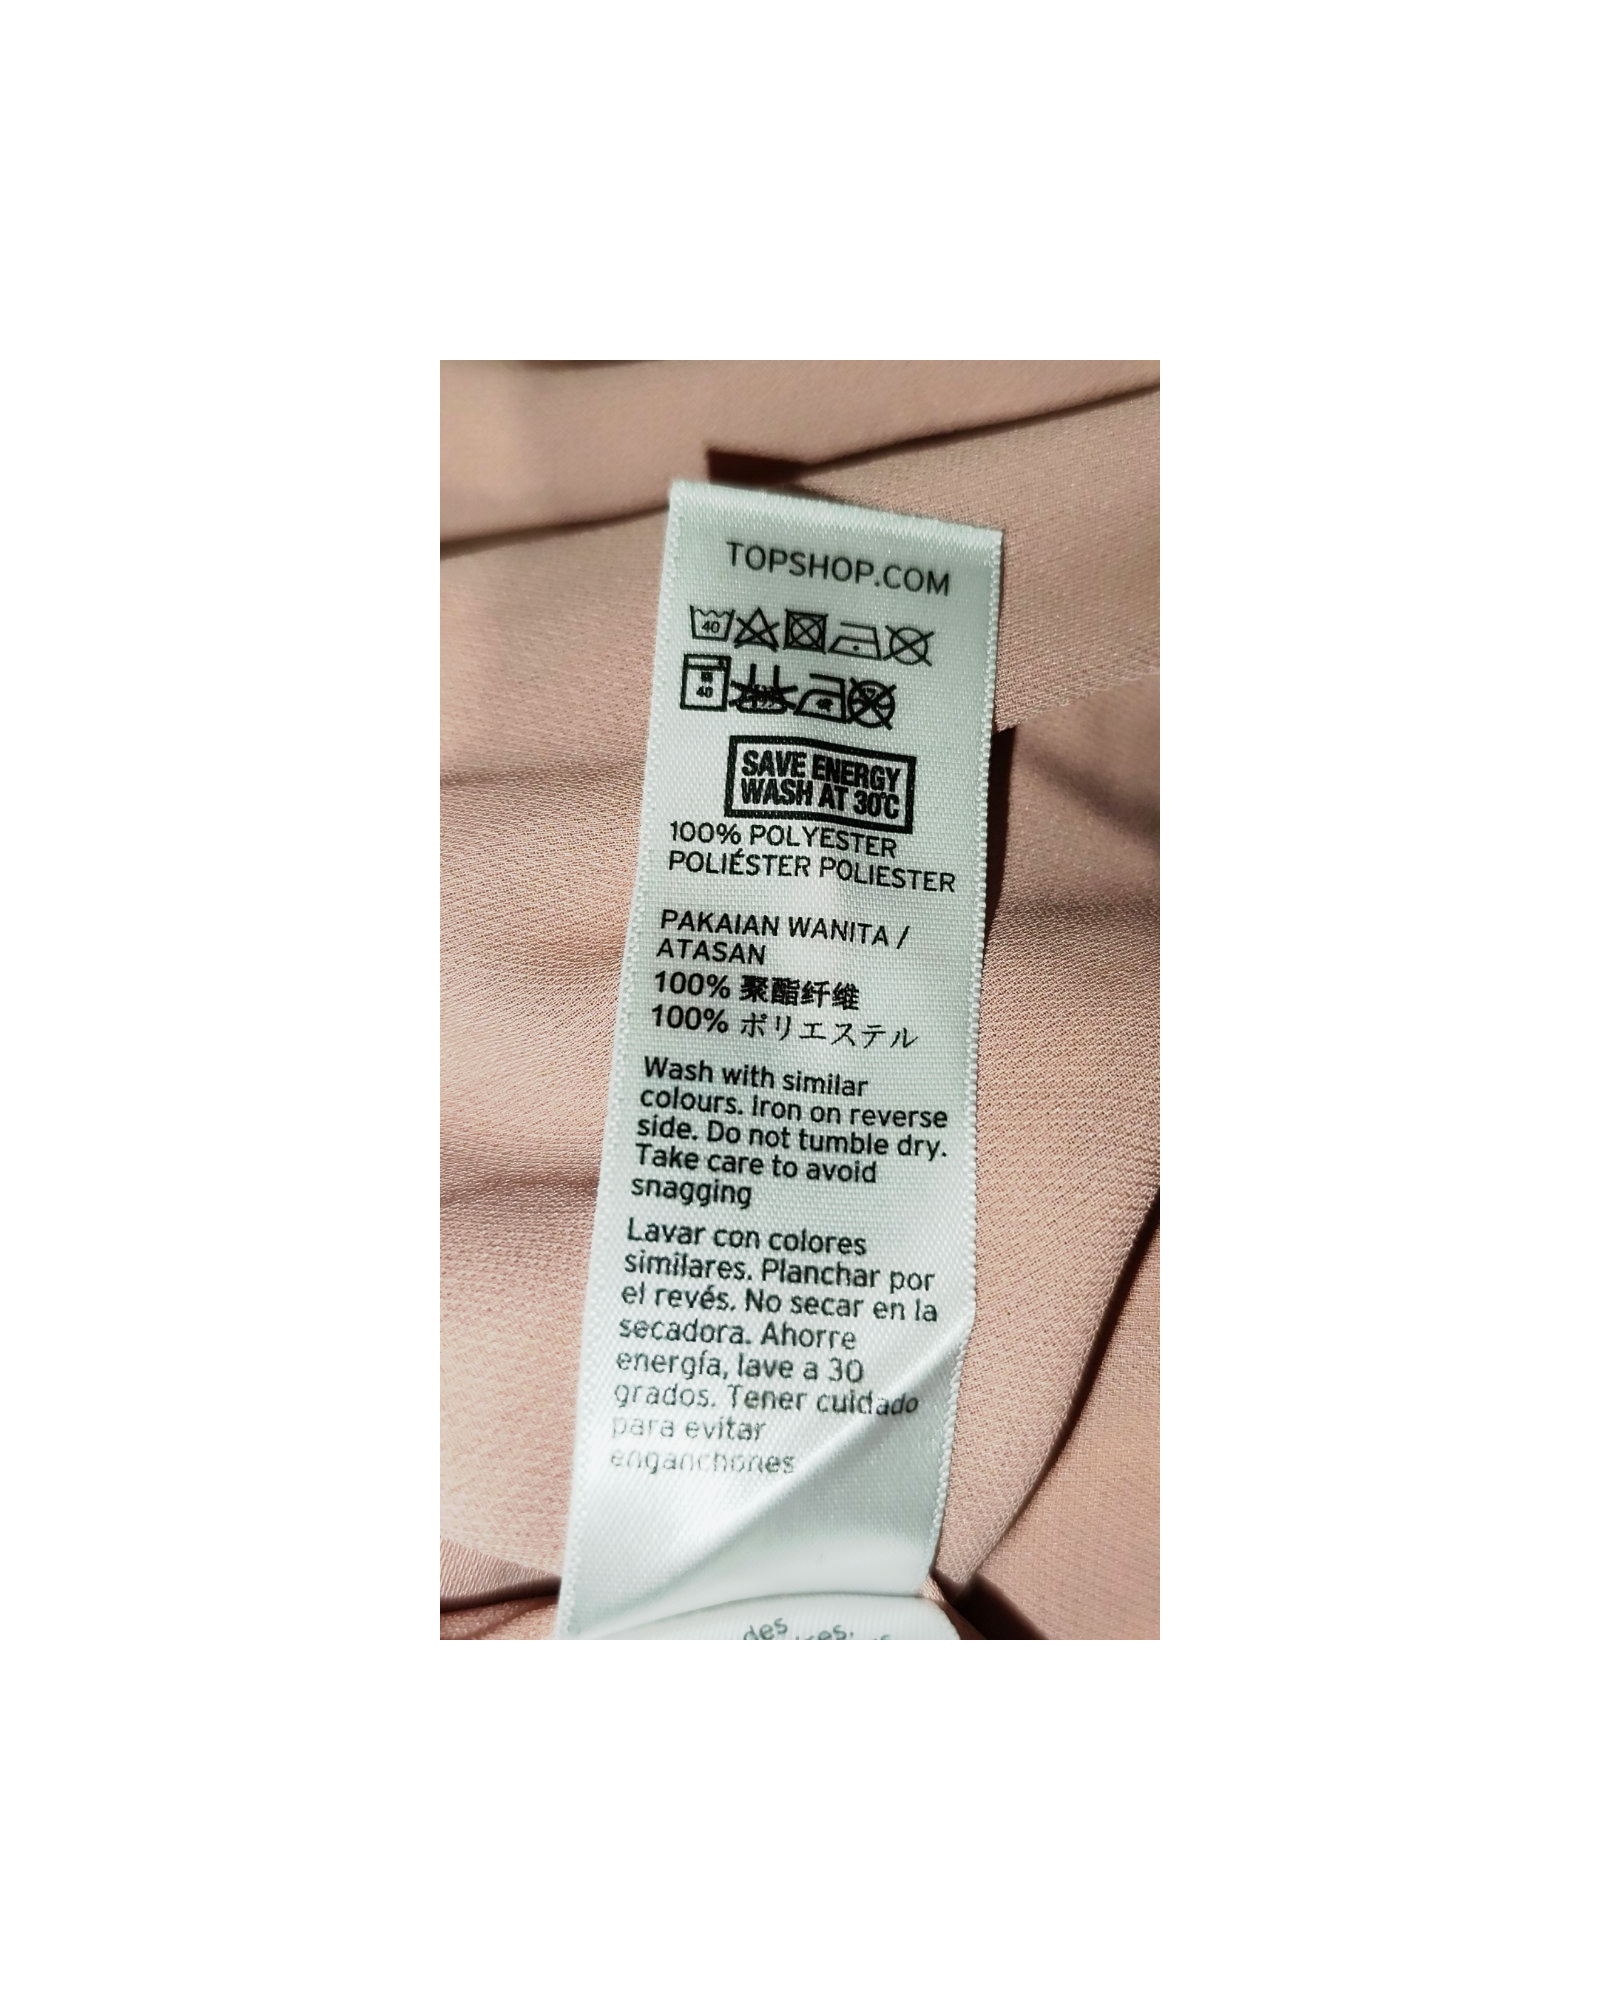 TOPSHOP.COM
40
40
SAVE ENERGY
WASH AT 30°C
100% POLYESTER
POLIÉSTER POLIESTER
PAKAIAN WANITA /
ATASAN
100% 聚酯纤维
100% ポリエステル
Wash with similar
colours. Iron on reverse
side. Do not tumble dry.
Take care to avoid
snagging
Lavar con colores
similares. Planchar por
el revés. No secar en la
secadora. Ahorre
energía, lave a 30
grados. Tener cuidado
para evitar
enganchones
des